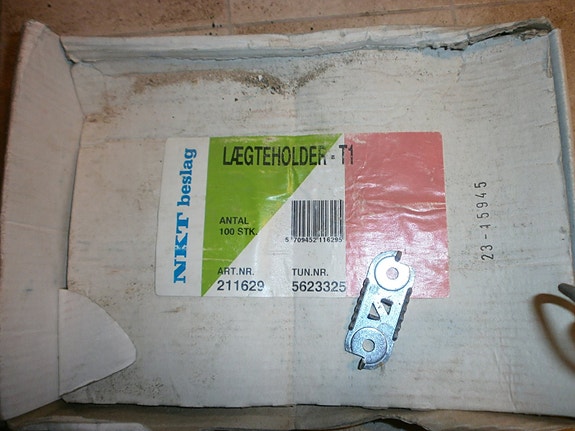 NKT beslag
LÆGTEHOLDER - T1
ANTAL
100 STK.
5 709452 116295
ART.NR.
211629
TUN.NR.
5623325
23-15945